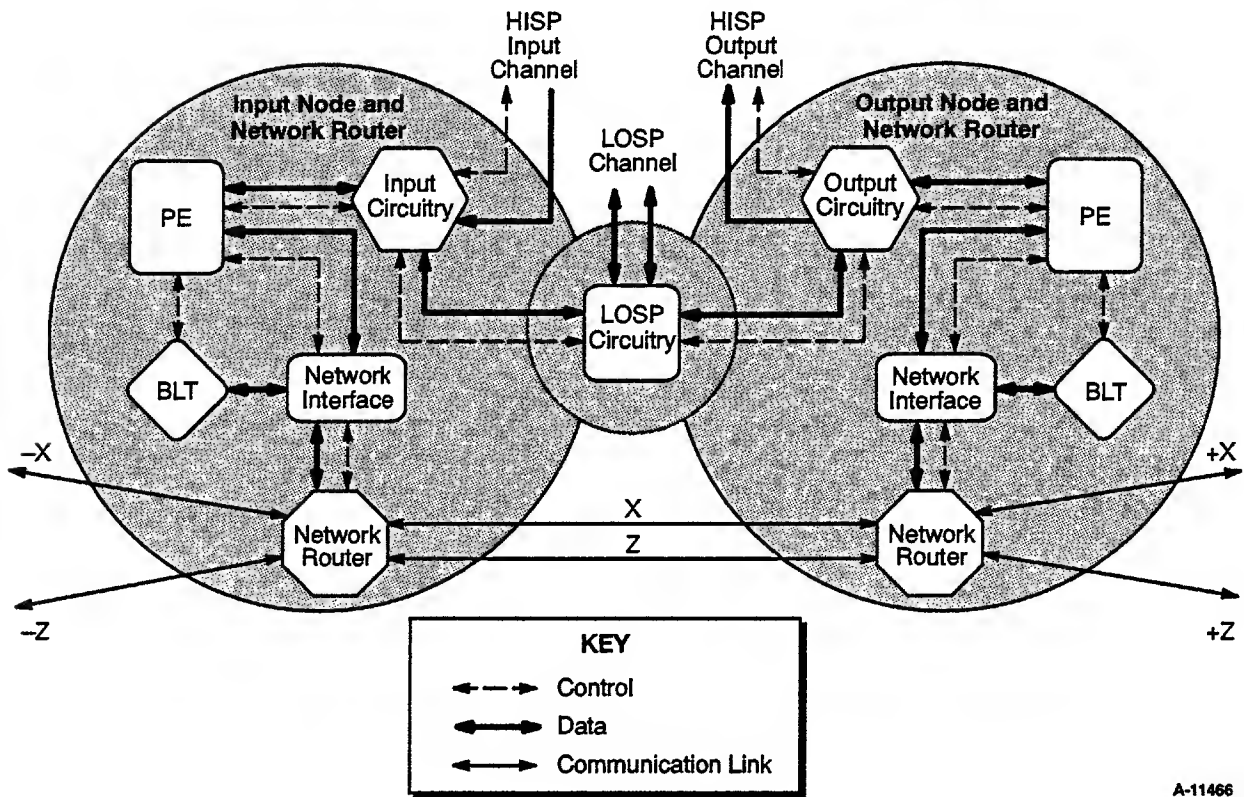 HISP
Input
Channel
HISP
Output
Channel
Input Node and
Network Router
Output Node and
Network Router
LOSP
Channel
PE
Input
Circuitry
Output
Circuitry
PE
LOSP
Circuitry
BLT
Network
Interface
Network
Interface
BLT
–X
+X
Network
Router
X
Z
Network
Router
–Z
+Z
KEY
Control
Data
Communication Link
A-11466